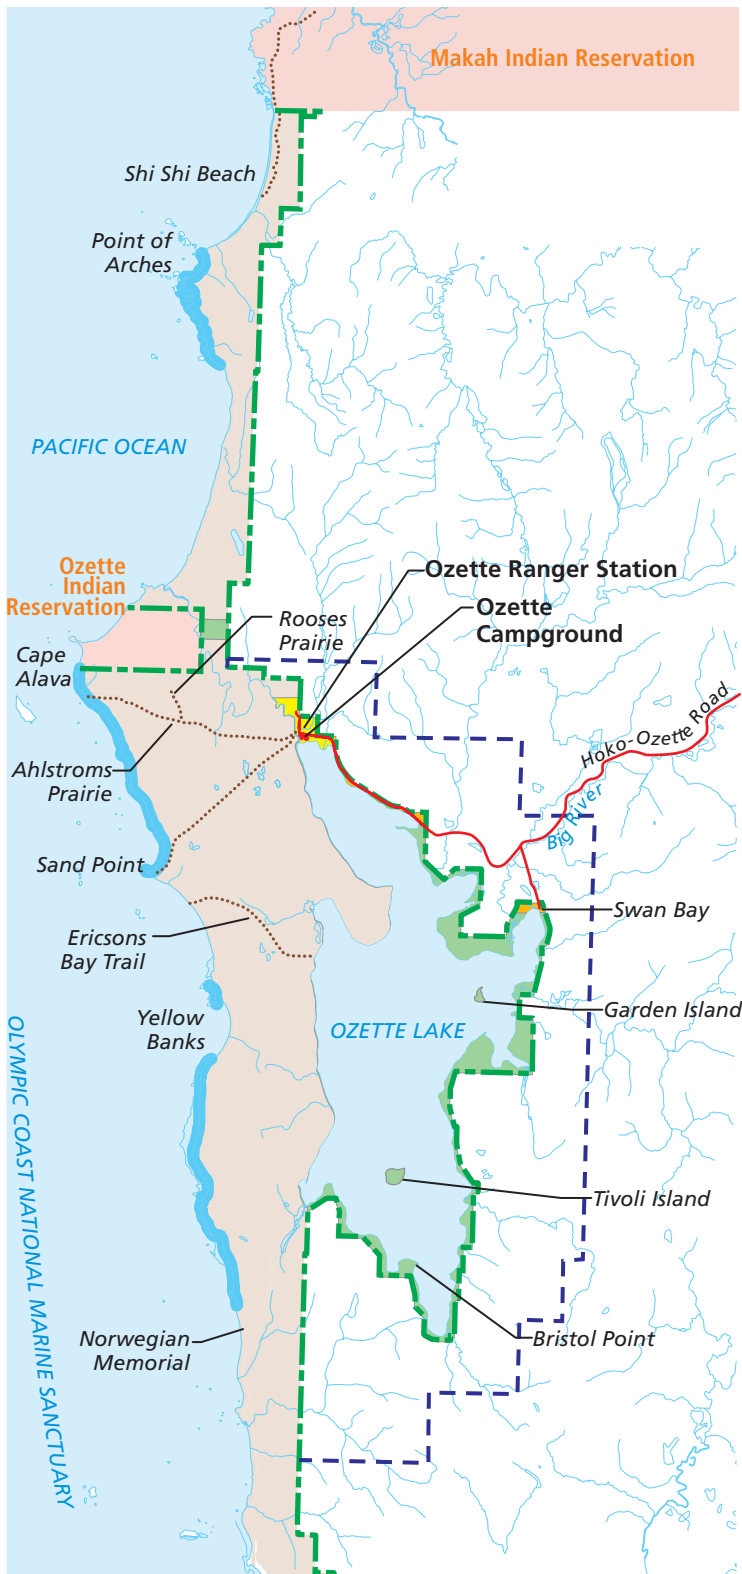 Makah Indian Reservation
Shi Shi Beach
Point of
Arches
PACIFIC OCEAN
Ozette
Indian
Reservation
Ozette Ranger Station
Ozette
Campground
Rooses
Prairie
Cape
Alava
Hoko-Ozette Road
Big River
Ahlstroms
Prairie
Sand Point
Swan Bay
Ericsons
Bay Trail
Garden Island
Yellow
Banks
OZETTE LAKE
OLYMPIC COAST NATIONAL MARINE SANCTUARY
Tivoli Island
Norwegian
Memorial
Bristol Point